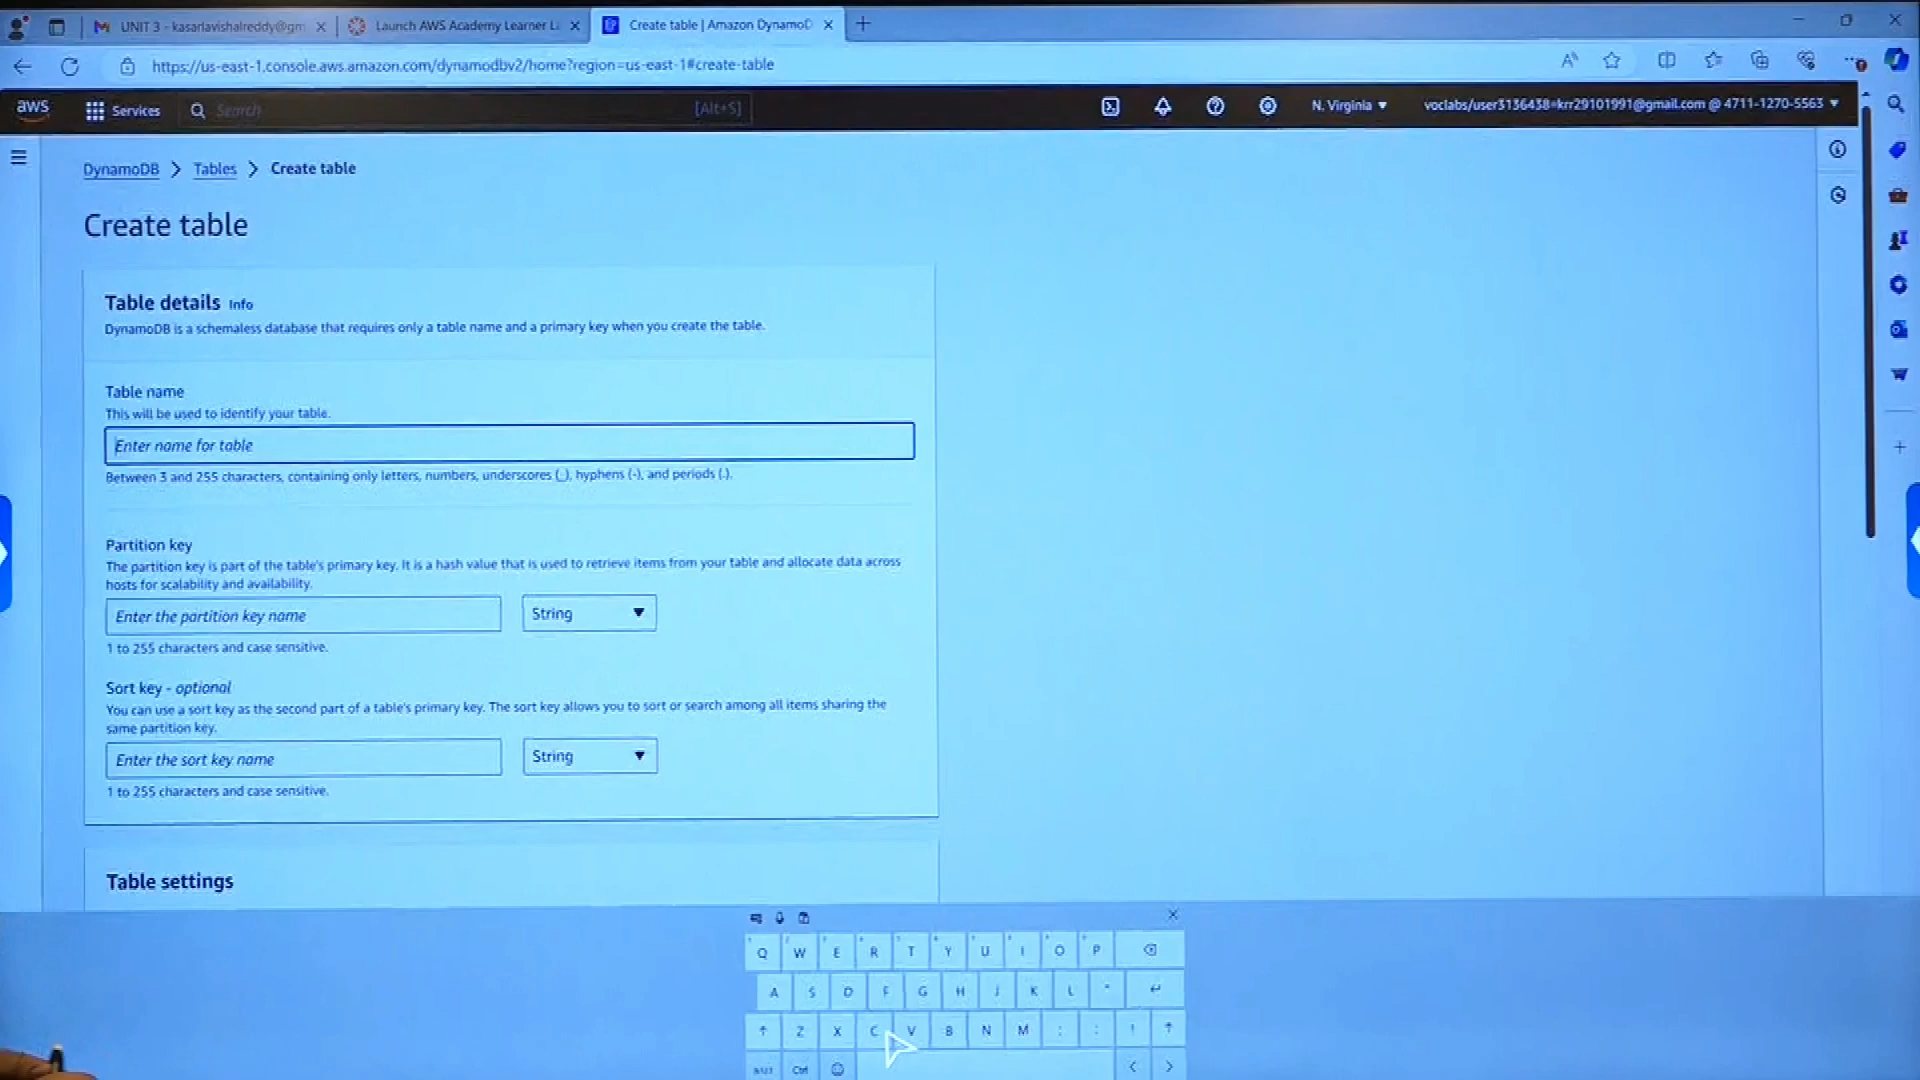 UNIT 3 - kasarlavishalreddy@gm
Launch AWS Academy Learner L
Create table | Amazon DynamoD
https://us-east-1.console.aws.amazon.com/dynamodbv2/home?region=us-east-1#create-table
aws
Services
Search
[Alt+S]
N. Virginia
voclabs/user3136438=krr29101991@gmail.com @ 4711-1270-5563
DynamoDB
Tables
Create table
Create table
Table details Info
DynamoDB is a schemaless database that requires only a table name and a primary key when you create the table.
Table name
This will be used to identify your table.
Enter name for table
Between 3 and 255 characters, containing only letters, numbers, underscores (_), hyphens (-), and periods (.).
Partition key
The partition key is part of the table's primary key. It is a hash value that is used to retrieve items from your table and allocate data across
hosts for scalability and availability.
Enter the partition key name
String
1 to 255 characters and case sensitive.
Sort key - optional
You can use a sort key as the second part of a table's primary key. The sort key allows you to sort or search among all items sharing the
same partition key.
Enter the sort key name
String
1 to 255 characters and case sensitive.
Table settings
Q W E R T Y U I O P
A S D F G H J K L
Z X C V B N M
Ctrl